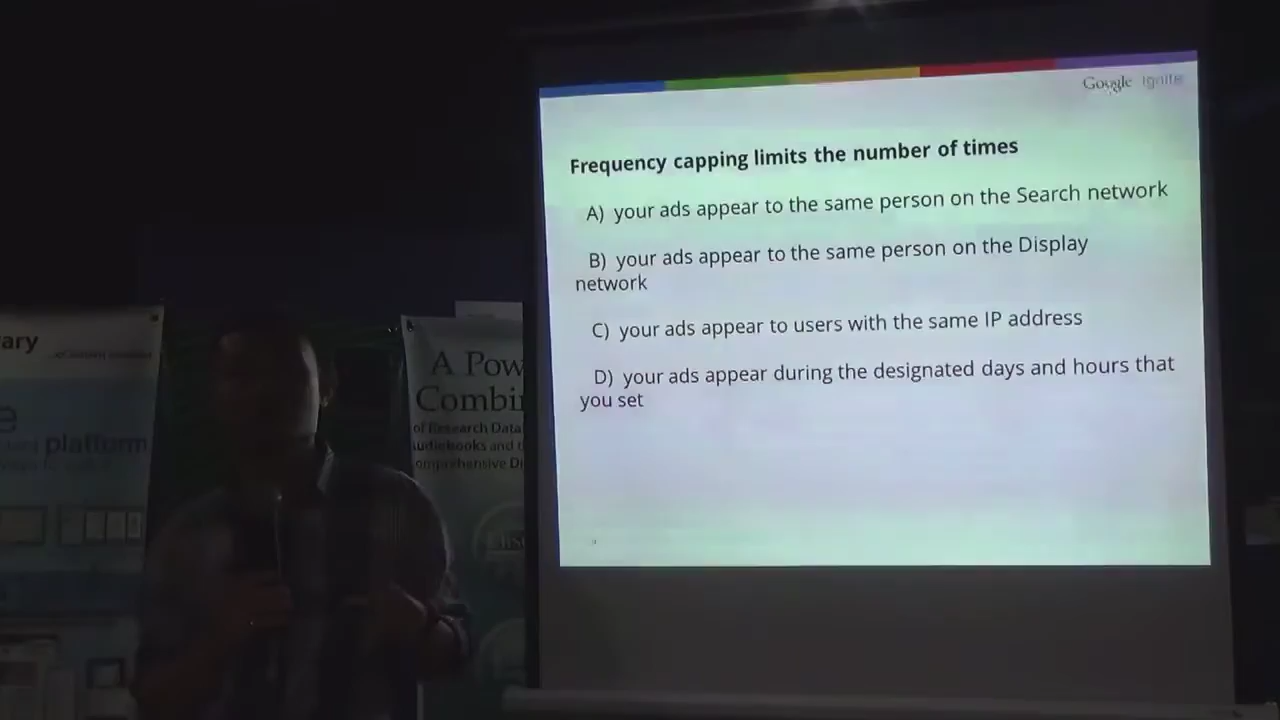 Google Ignite
Frequency capping limits the number of times
A) your ads appear to the same person on the Search network
B) your ads appear to the same person on the Display
network
C) your ads appear to users with the same IP address
D) your ads appear during the designated days and hours that
you set
ary
e
platform
A Pow
Combi
of Research Data
udiobooks and
omprehensive Di